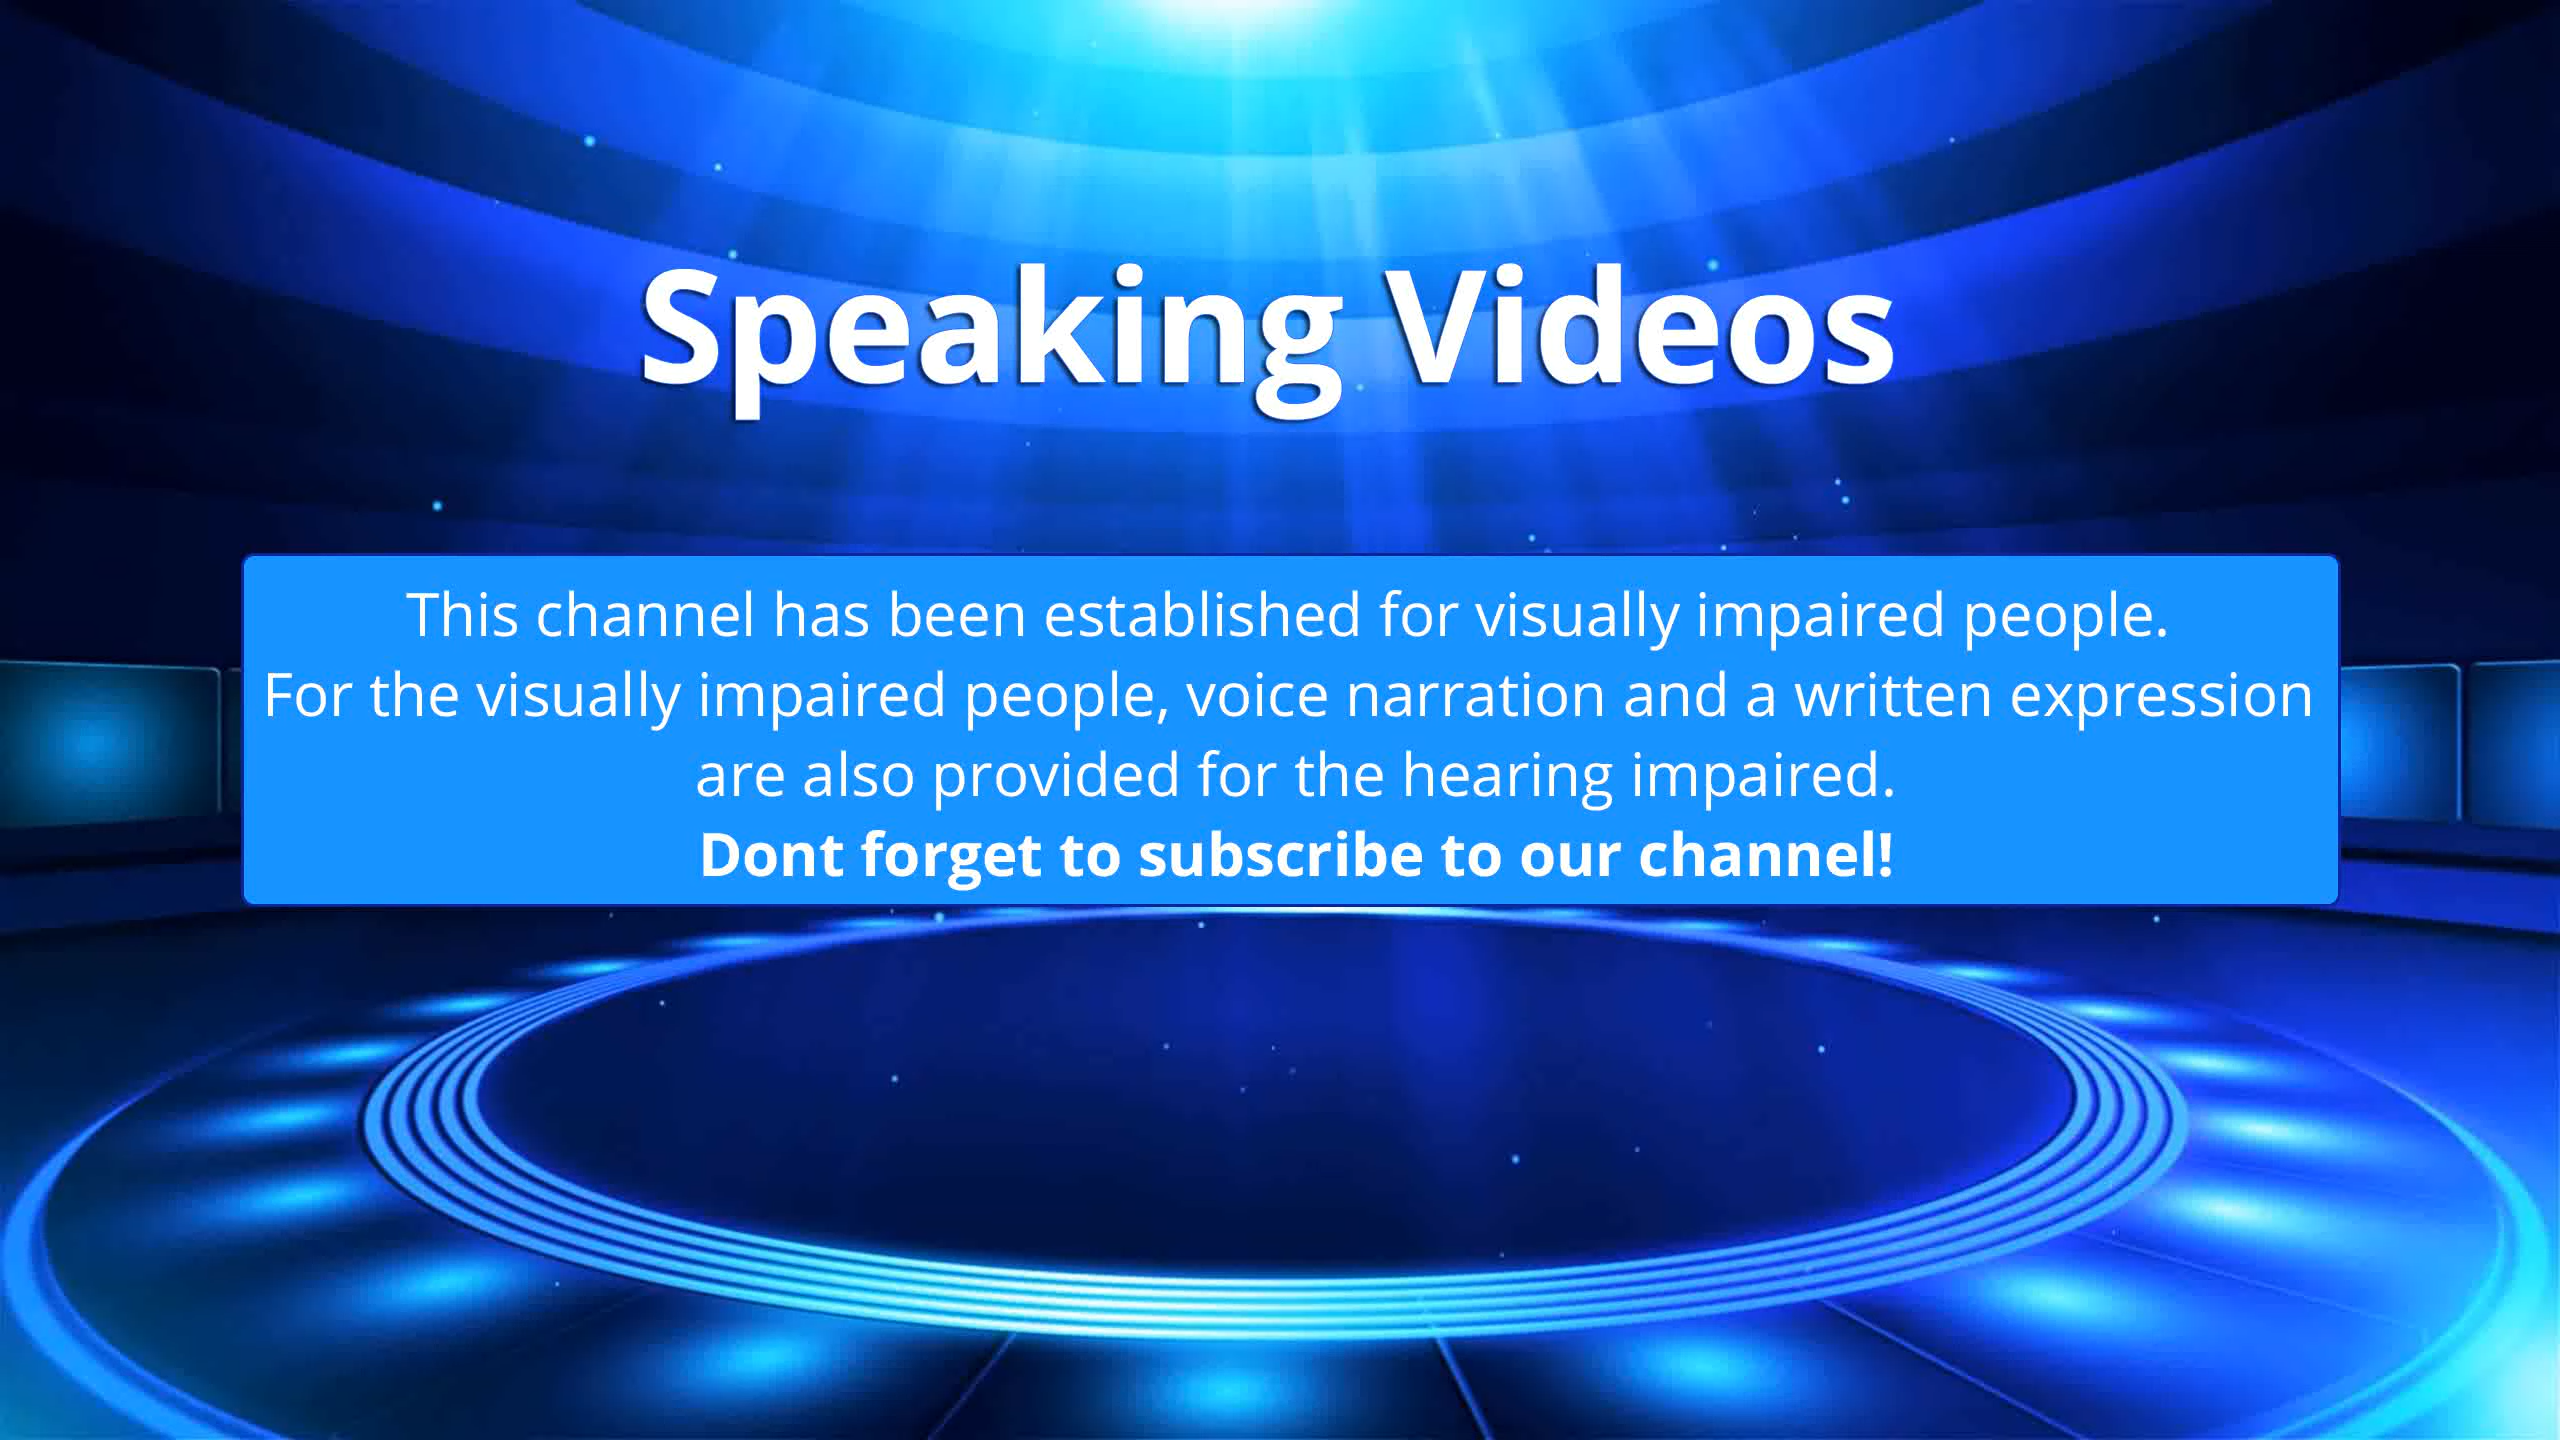 Speaking Videos
This channel has been established for visually impaired people.
For the visually impaired people, voice narration and a written expression
are also provided for the hearing impaired.
Dont forget to subscribe to our channel!